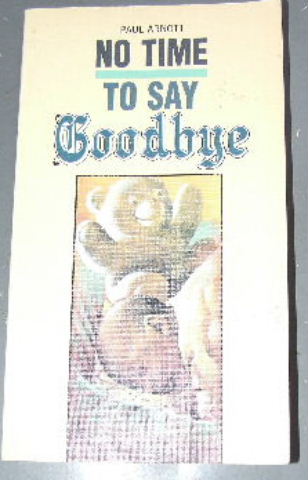 PAUL ARNOTT
NO TIME
TO SAY
Goodbye